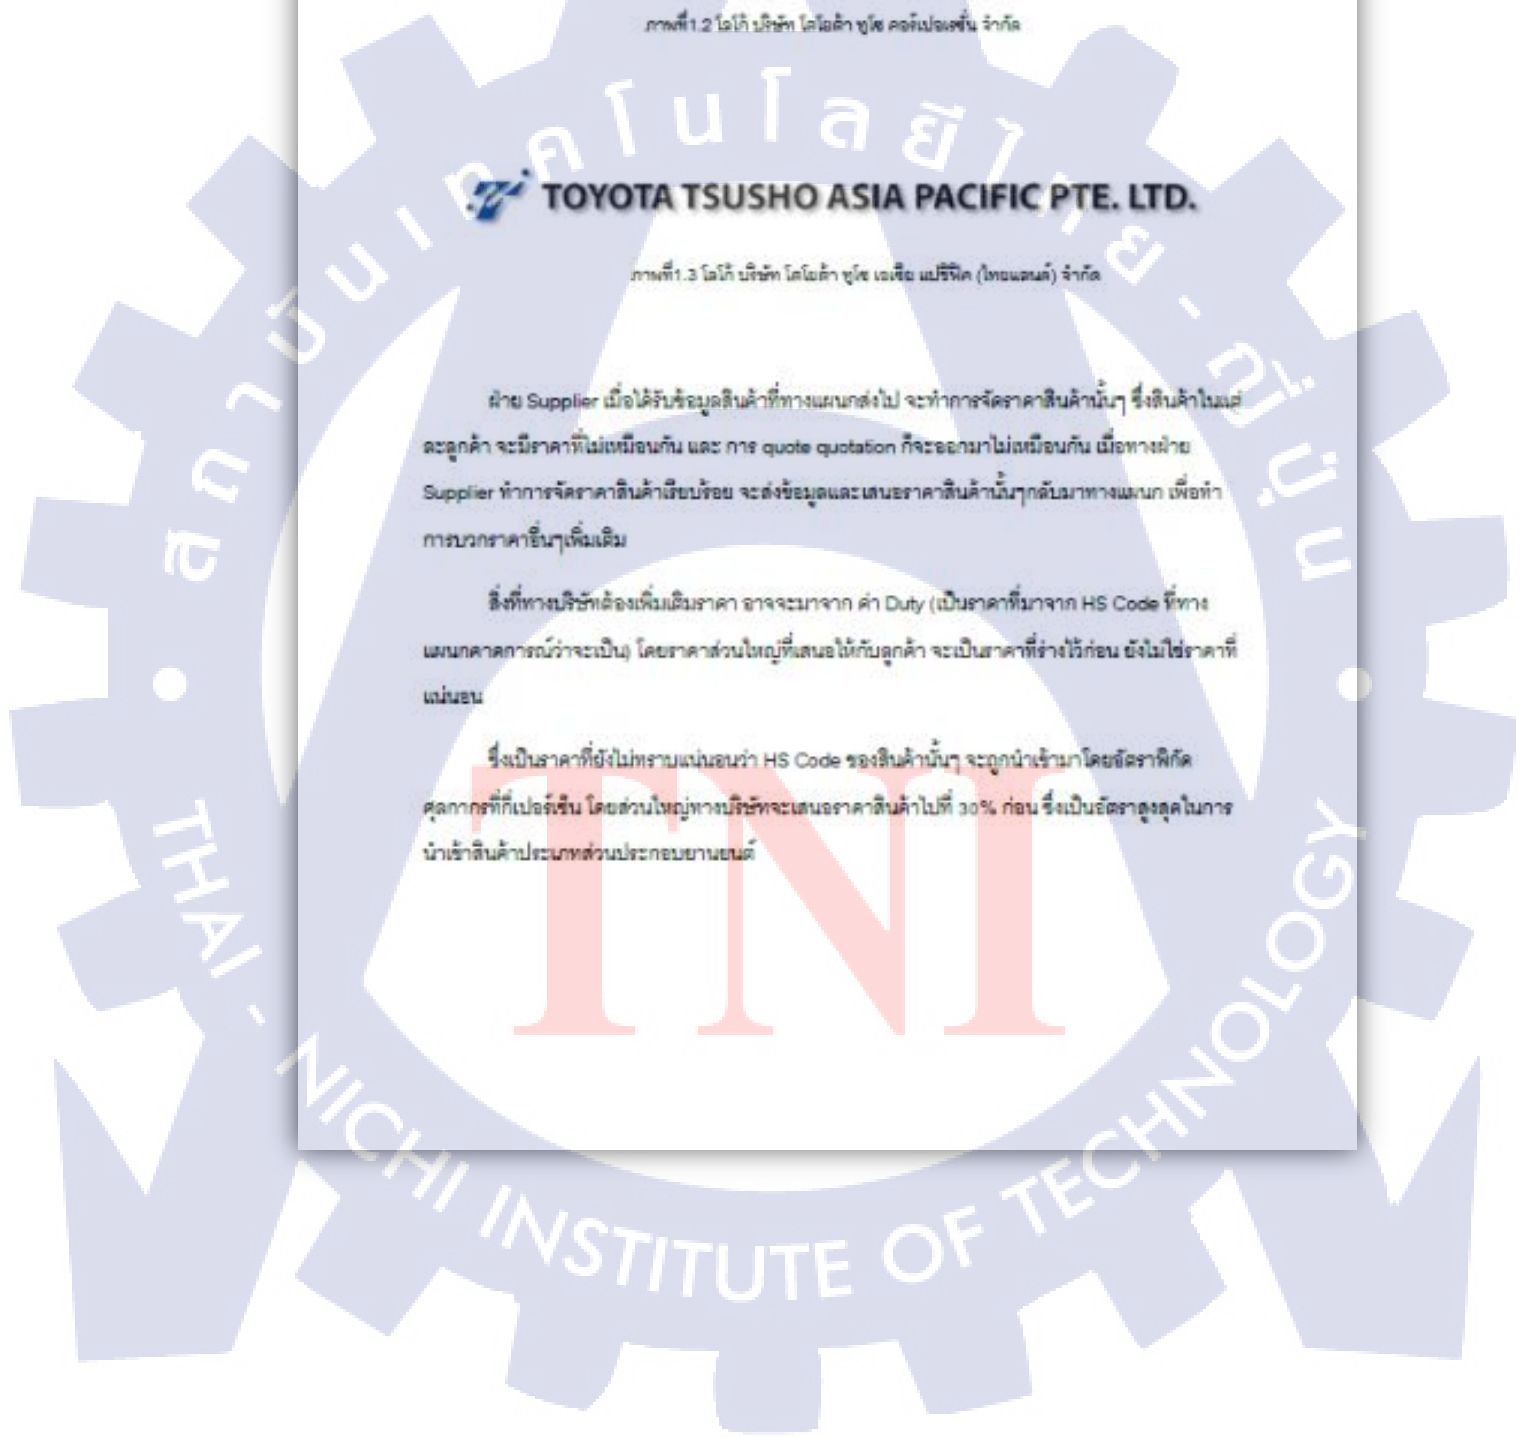 ภาพที่1.2 โลโก้ บริษัท โตโยต้า ทูโช คอร์เปอเรชั่น จำกัด
สถาบันเทคโนโลยีไทย-ญี่ปุ่น
TOYOTA TSUSHO ASIA PACIFIC PTE. LTD.
ภาพที่1.3 โลโก้ บริษัท โตโยต้า ทูโช เอเชีย แปซิฟิค (ไทยแลนด์) จำกัด
ฝ่าย Supplier เมื่อได้รับข้อมูลสินค้าที่ทางแผนกส่งไป จะทำการจัดราคาสินค้านั้นๆ ซึ่งสินค้าในแต่
ละลูกค้า จะมีราคาที่ไม่เหมือนกัน และ การ quote quotation ก็จะออกมาไม่เหมือนกัน เมื่อทางฝ่าย
Supplier ทำการจัดราคาสินค้าเรียบร้อย จะส่งข้อมูลและเสนอราคาสินค้านั้นๆกลับมาทางแผนก เพื่อทำ
การบวกราคาอื่นๆเพิ่มเติม
สิ่งที่ทางบริษัทต้องเพิ่มเติมราคา อาจจะมาจาก ค่า Duty (เป็นราคาที่มาจาก HS Code ที่ทาง
แผนกคาดการณ์ว่าจะเป็น) โดยราคาส่วนใหญ่ที่เสนอให้กับลูกค้า จะเป็นราคาที่ร่างไว้ก่อน ยังไม่ใช่ราคาที่
แน่นอน
ซึ่งเป็นราคาที่ยังไม่ทราบแน่นอนว่า HS Code ของสินค้านั้นๆ จะถูกนำเข้ามาโดยอัตราพิกัด
ศุลกากรที่กี่เปอร์เซ็น โดยส่วนใหญ่ทางบริษัทจะเสนอราคาสินค้าไปที่ 30% ก่อน ซึ่งเป็นอัตราสูงสุดในการ
นำเข้าสินค้าประเภทส่วนประกอบยานยนต์
TNI
THAI - NICHI INSTITUTE OF TECHNOLOGY